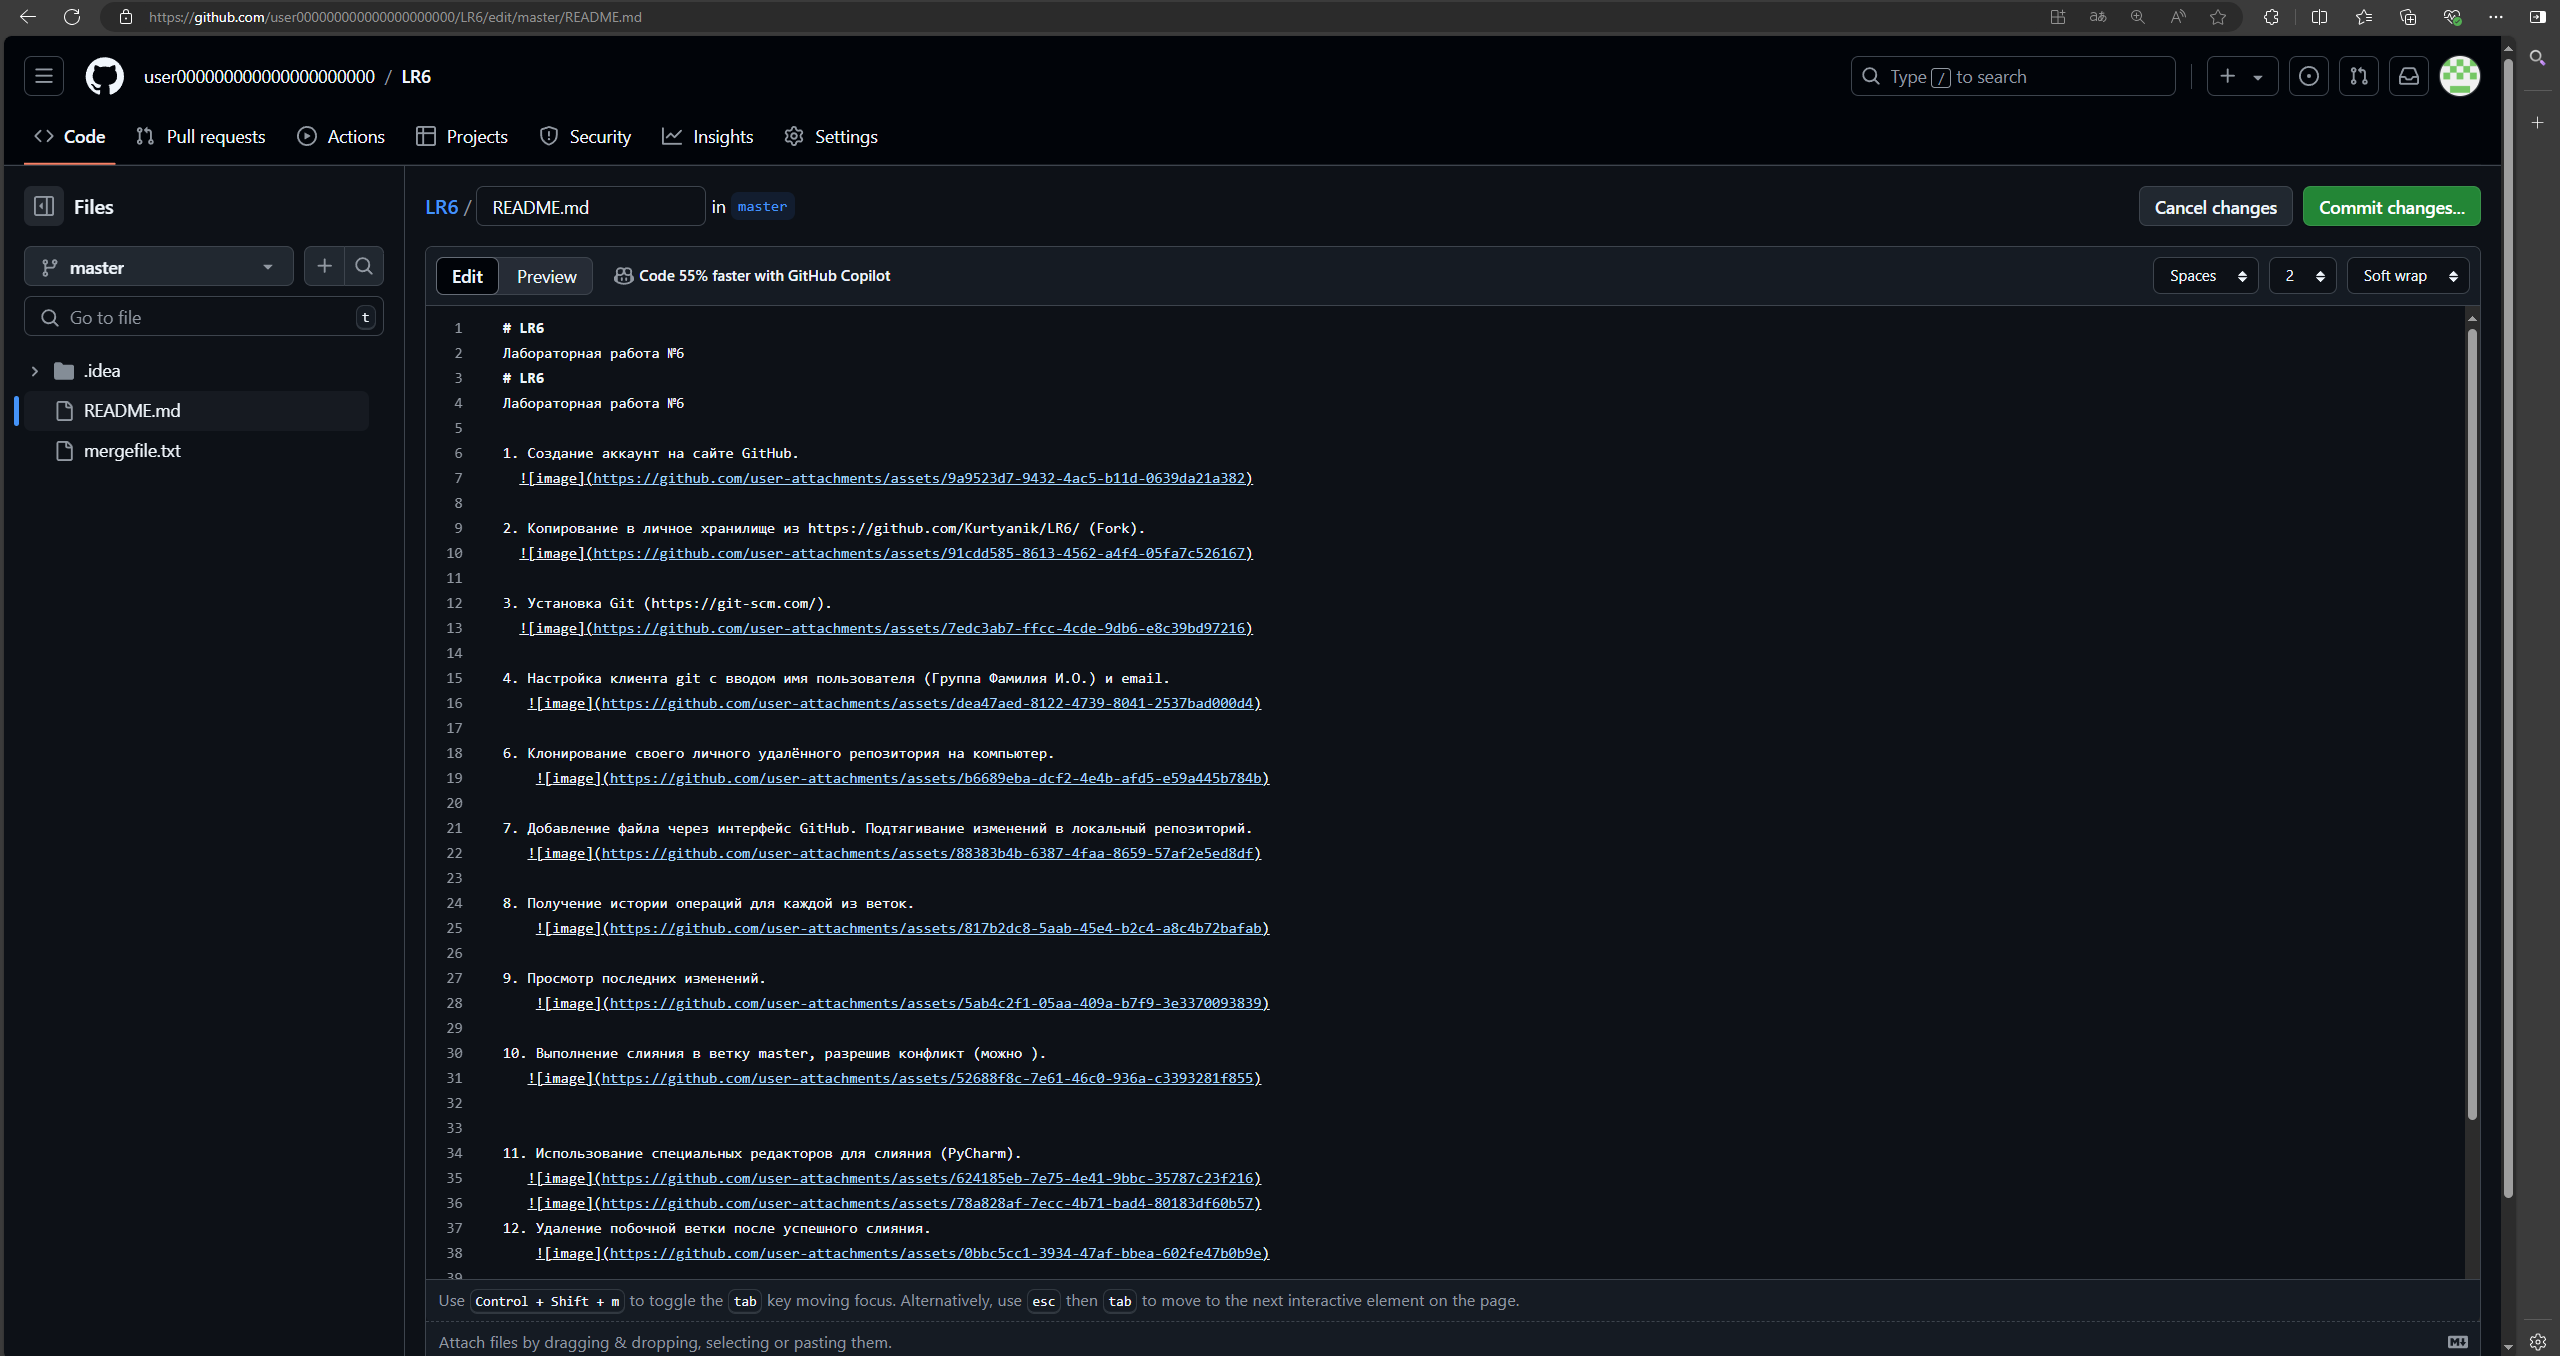 https://github.com/user000000000000000000000/LR6/edit/master/README.md
user000000000000000000000 / LR6
Type / to search
Code
Pull requests
Actions
Projects
Security
Insights
Settings
Files
master
Go to file
t
.idea
README.md
mergefile.txt
LR6 / README.md in master
Cancel changes
Commit changes...
Edit
Preview
Code 55% faster with GitHub Copilot
Spaces
2
Soft wrap
1 # LR6
2 Лабораторная работа №6
3 # LR6
4 Лабораторная работа №6
5
6 1. Создание аккаунт на сайте GitHub.
7 ![image](https://github.com/user-attachments/assets/9a9523d7-9432-4ac5-b11d-0639da21a382)
8
9 2. Копирование в личное хранилище из https://github.com/Kurtyanik/LR6/ (Fork).
10 ![image](https://github.com/user-attachments/assets/91cdd585-8613-4562-a4f4-05fa7c526167)
11
12 3. Установка Git (https://git-scm.com/).
13 ![image](https://github.com/user-attachments/assets/7edc3ab7-ffcc-4cde-9db6-e8c39bd97216)
14
15 4. Настройка клиента git с вводом имя пользователя (Группа Фамилия И.О.) и email.
16 ![image](https://github.com/user-attachments/assets/dea47aed-8122-4739-8041-2537bad000d4)
17
18 6. Клонирование своего личного удалённого репозитория на компьютер.
19 ![image](https://github.com/user-attachments/assets/b6689eba-dcf2-4e4b-afd5-e59a445b784b)
20
21 7. Добавление файла через интерфейс GitHub. Подтягивание изменений в локальный репозиторий.
22 ![image](https://github.com/user-attachments/assets/88383b4b-6387-4faa-8659-57af2e5ed8df)
23
24 8. Получение истории операций для каждой из веток.
25 ![image](https://github.com/user-attachments/assets/817b2dc8-5aab-45e4-b2c4-a8c4b72bafab)
26
27 9. Просмотр последних изменений.
28 ![image](https://github.com/user-attachments/assets/5ab4c2f1-05aa-409a-b7f9-3e3370093839)
29
30 10. Выполнение слияния в ветку master, разрешив конфликт (можно ).
31 ![image](https://github.com/user-attachments/assets/52688f8c-7e61-46c0-936a-c3393281f855)
32
33
34 11. Использование специальных редакторов для слияния (PyCharm).
35 ![image](https://github.com/user-attachments/assets/624185eb-7e75-4e41-9bbc-35787c23f216)
36 ![image](https://github.com/user-attachments/assets/78a828af-7ecc-4b71-bad4-80183df60b57)
37 12. Удаление побочной ветки после успешного слияния.
38 ![image](https://github.com/user-attachments/assets/0bbc5cc1-3934-47af-bbea-602fe47b0b9e)
39
Use Control + Shift + m to toggle the tab key moving focus. Alternatively, use esc then tab to move to the next interactive element on the page.
Attach files by dragging & dropping, selecting or pasting them.